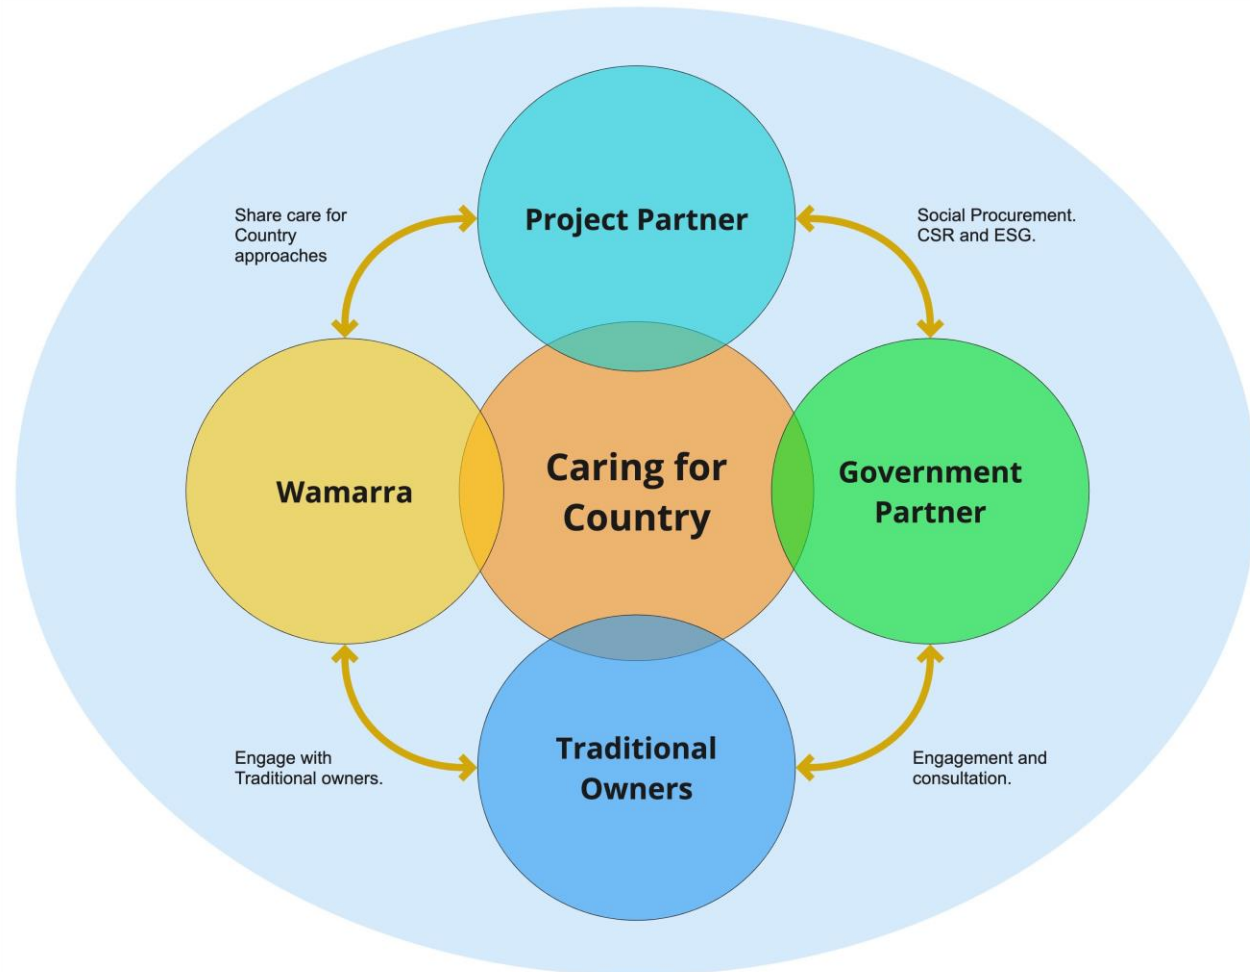 Project Partner
Share care for
Country
approaches
Social Procurement.
CSR and ESG.
Wamarra
Caring for
Country
Government
Partner
Traditional
Owners
Engage with
Traditional owners.
Engagement and
consultation.